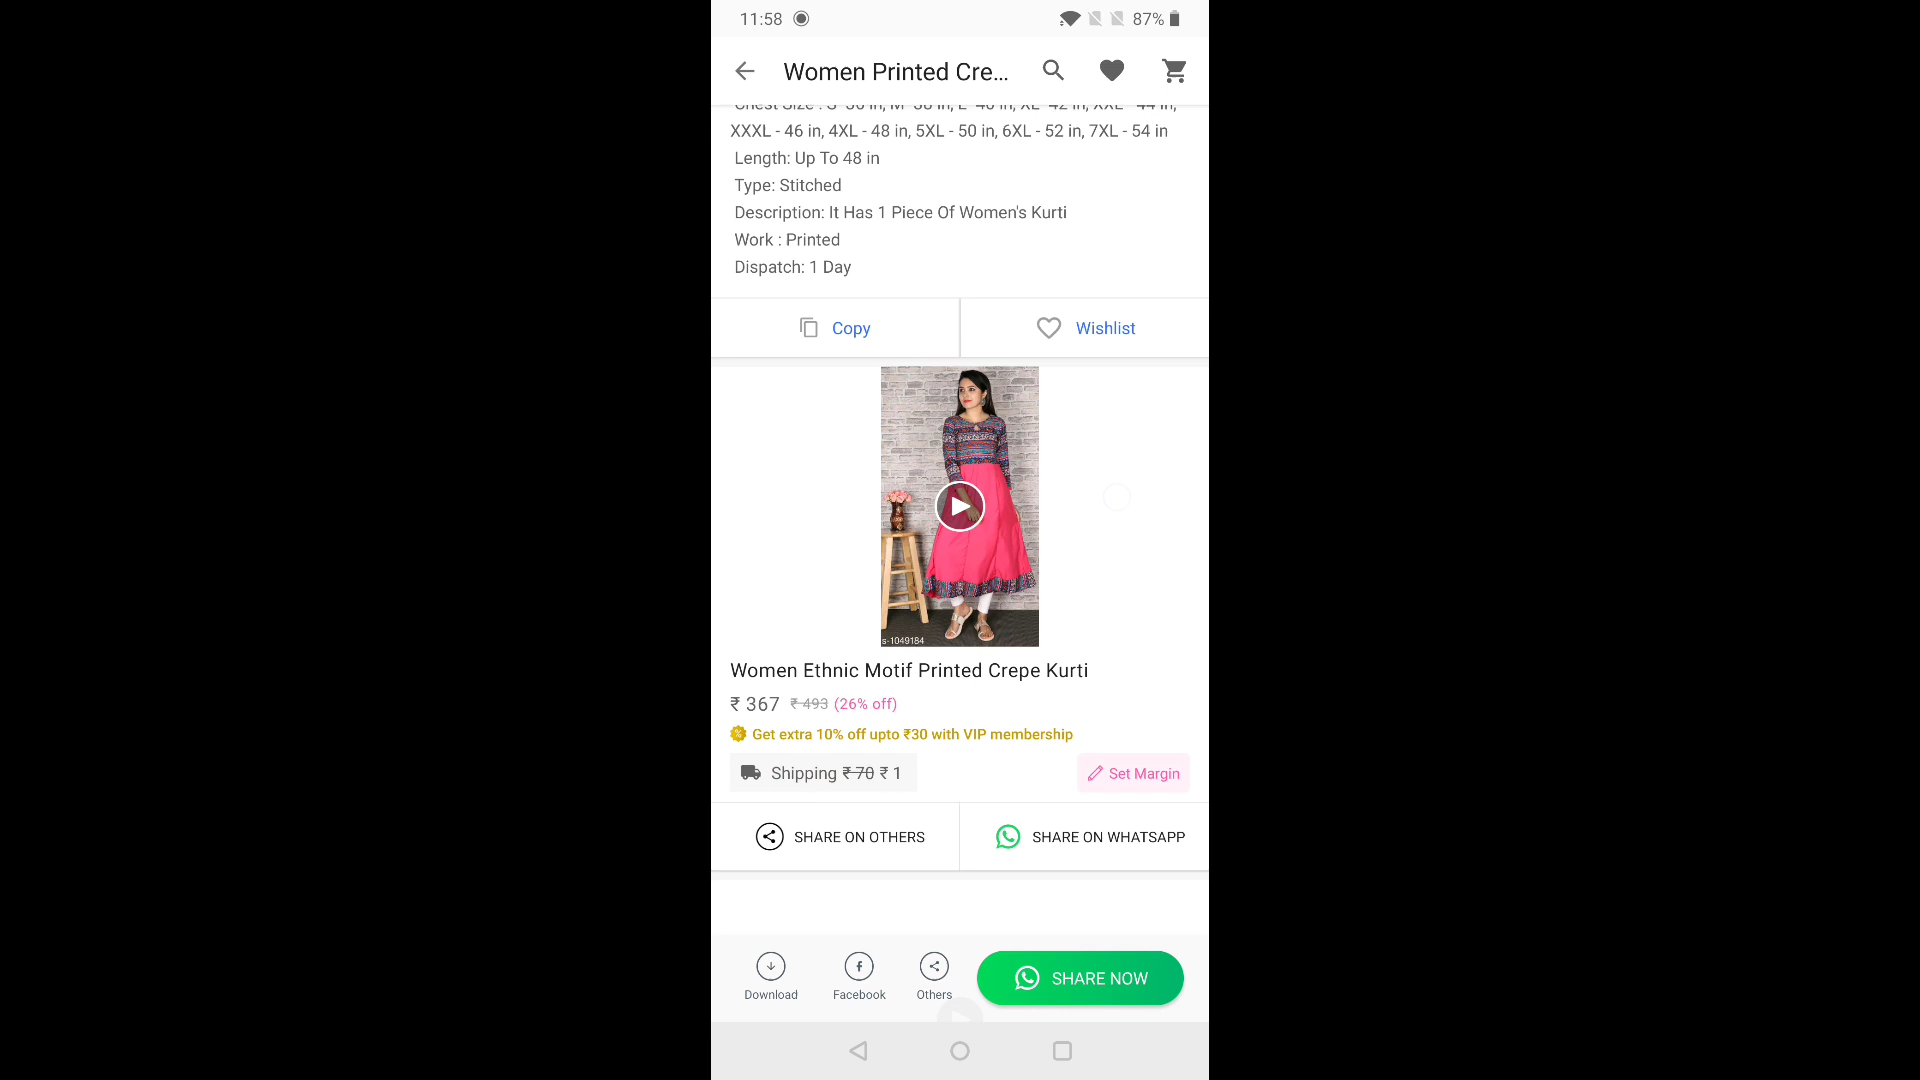 11:58
87%
Women Printed Cre...
Chest Size : S- 36 in, M- 38 in, L- 40 in, XL- 42 in, XXL - 44 in,
XXXL - 46 in, 4XL - 48 in, 5XL - 50 in, 6XL - 52 in, 7XL - 54 in
Length: Up To 48 in
Type: Stitched
Description: It Has 1 Piece Of Women's Kurti
Work : Printed
Dispatch: 1 Day
Copy
Wishlist
s-1049184
Women Ethnic Motif Printed Crepe Kurti
₹ 367 ₹ 493 (26% off)
Get extra 10% off upto ₹30 with VIP membership
Shipping ₹ 70 ₹ 1
Set Margin
SHARE ON OTHERS
SHARE ON WHATSAPP
Download
Facebook
Others
SHARE NOW